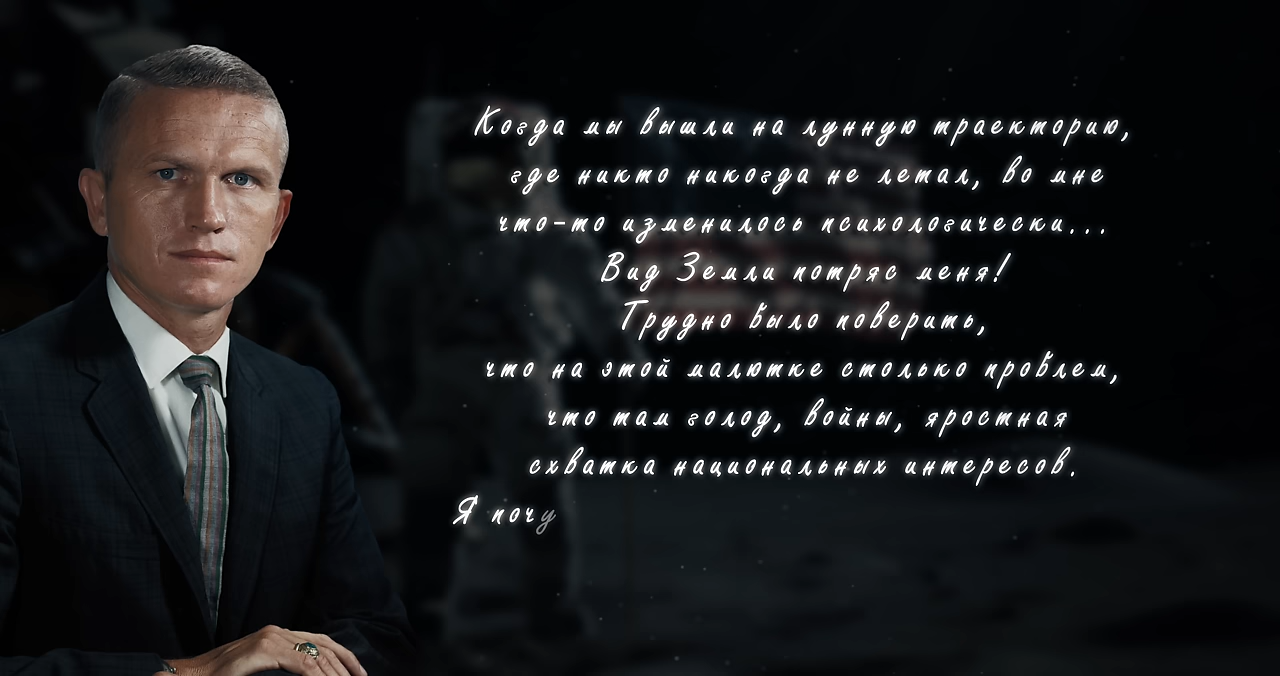 Когда мы вышли на лунную траекторию,
где никто никогда не летал, во мне
что-то изменилось психологически...
Вид Земли потряс меня!
Трудно было поверить,
что на этой малютке столько проблем,
что там голод, войны, яростная
схватка национальных интересов.
Я почу